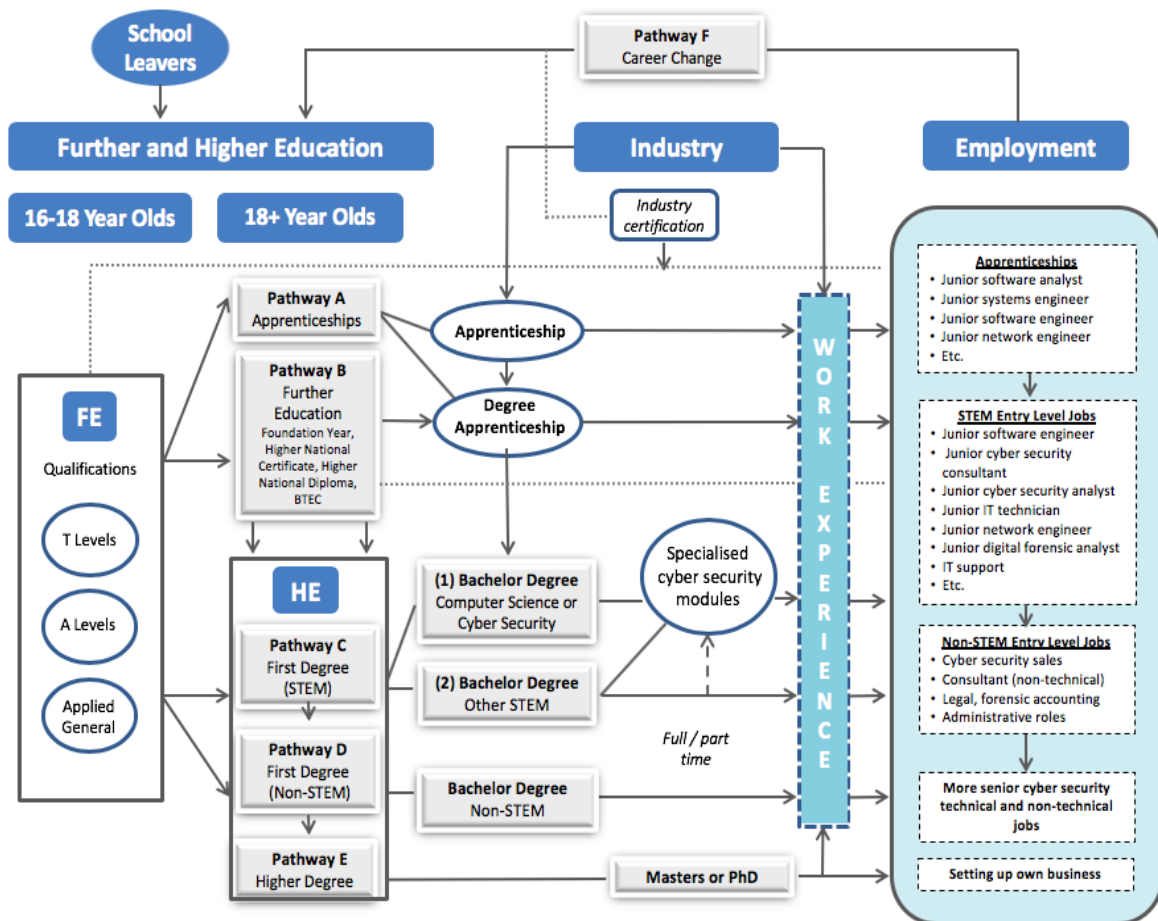 School
Leavers
Pathway F
Career Change
Further and Higher Education
Industry
Employment
16-18 Year Olds
18+ Year Olds
Industry
certification
Pathway A
Apprenticeships
Apprenticeship
Pathway B
Further
Education
Foundation Year,
Higher National
Certificate, Higher
National Diploma,
BTEC
Degree
Apprenticeship
FE
Qualifications
T Levels
A Levels
Applied
General
HE
Pathway C
First Degree
(STEM)
Pathway D
First Degree
(Non-STEM)
Pathway E
Higher Degree
(1) Bachelor Degree
Computer Science or
Cyber Security
(2) Bachelor Degree
Other STEM
Bachelor Degree
Non-STEM
Masters or PhD
Specialised
cyber security
modules
Full / part
time
WORK EXPERIENCE
Apprenticeships
• Junior software analyst
• Junior systems engineer
• Junior software engineer
• Junior network engineer
• Etc.
STEM Entry Level Jobs
• Junior software engineer
• Junior cyber security
consultant
• Junior cyber security analyst
• Junior IT technician
• Junior network engineer
• Junior digital forensic analyst
• IT support
• Etc.
Non-STEM Entry Level Jobs
• Cyber security sales
• Consultant (non-technical)
• Legal, forensic accounting
• Administrative roles
More senior cyber security
technical and non-technical
jobs
Setting up own business